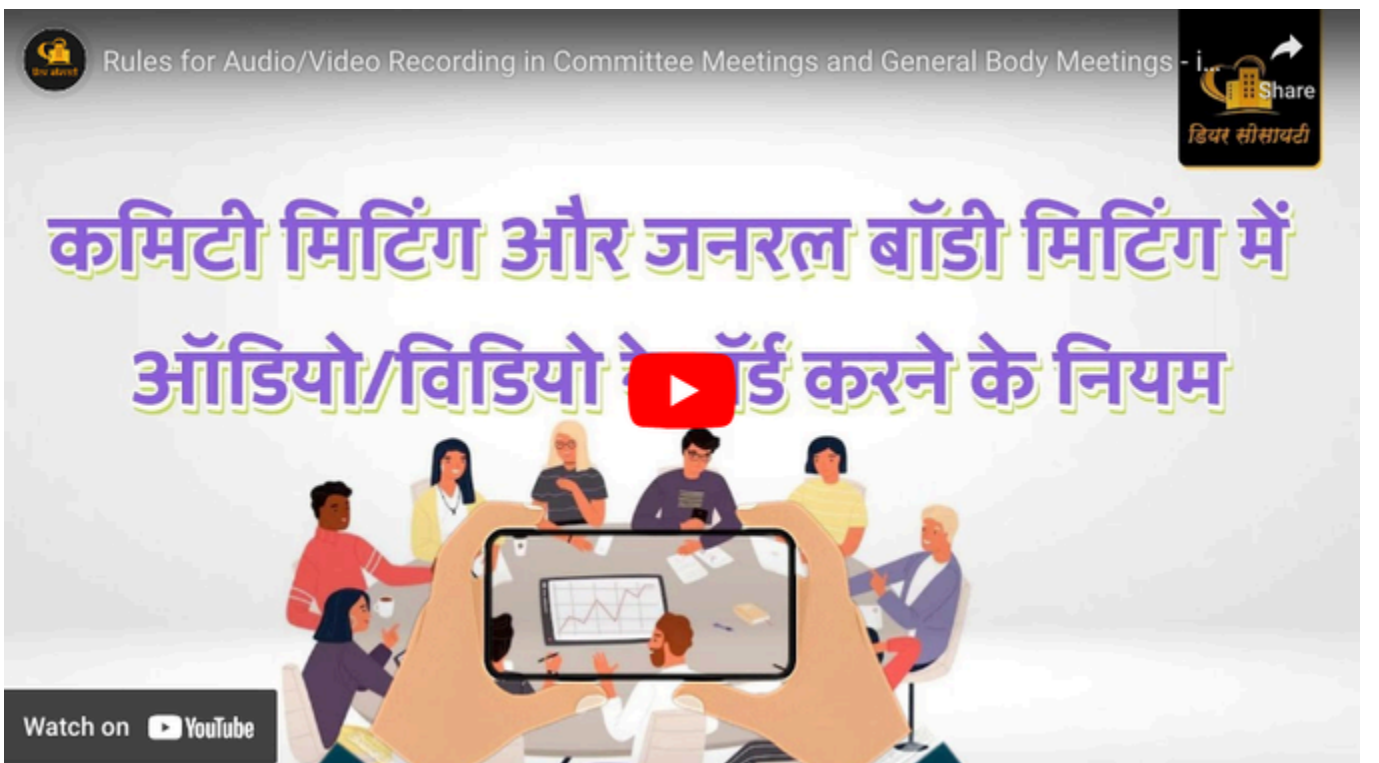 Rules for Audio/Video Recording in Committee Meetings and General Body Meetings - i...
Share
डियर सोसायटी
कमिटी मिटिंग और जनरल बॉडी मिटिंग में
ऑडियो/विडियो करने के नियम
Watch on YouTube